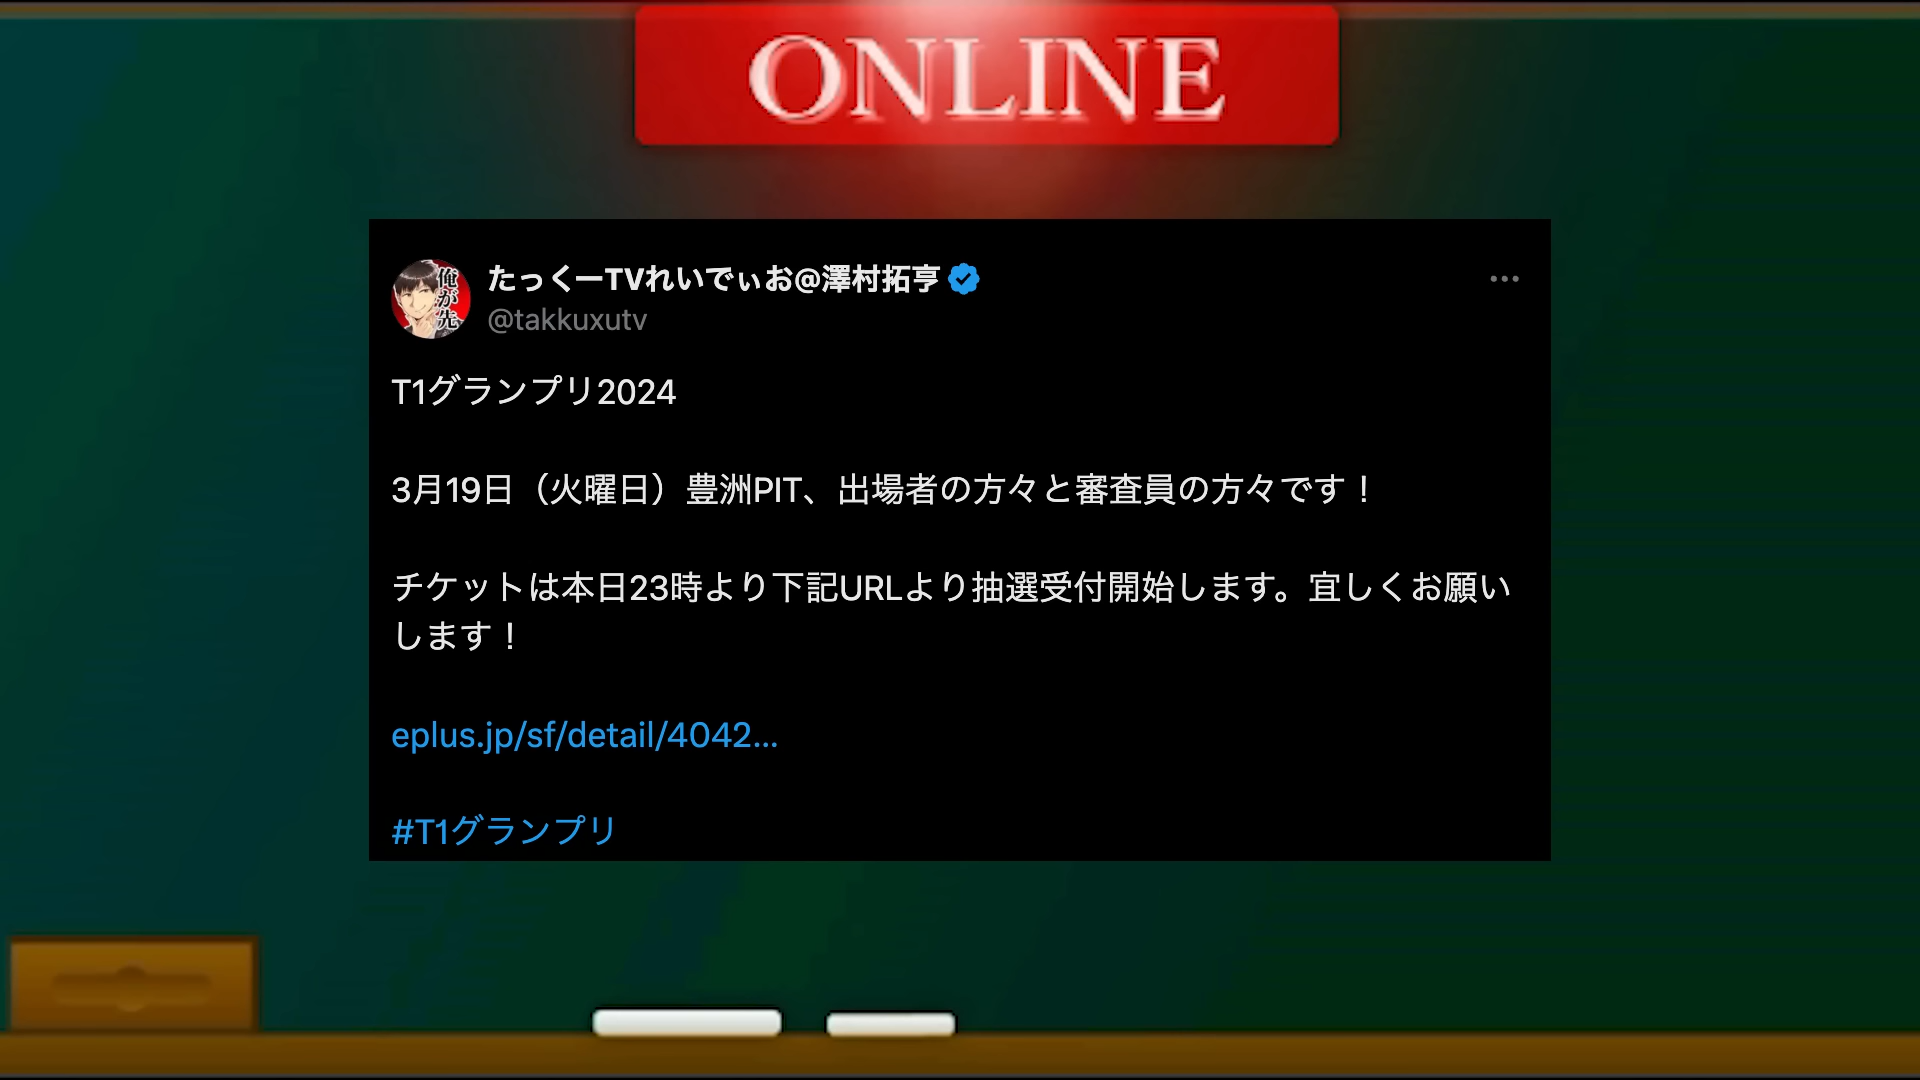 ONLINE
たっくーTVれいでぃお@澤村拓亨
俺が先
@takkuxutv
T1グランプリ2024
3月19日（火曜日）豊洲PIT、出場者の方々と審査員の方々です！
チケットは本日23時より下記URLより抽選受付開始します。宜しくお願い
します！
eplus.jp/sf/detail/4042...
#T1グランプリ